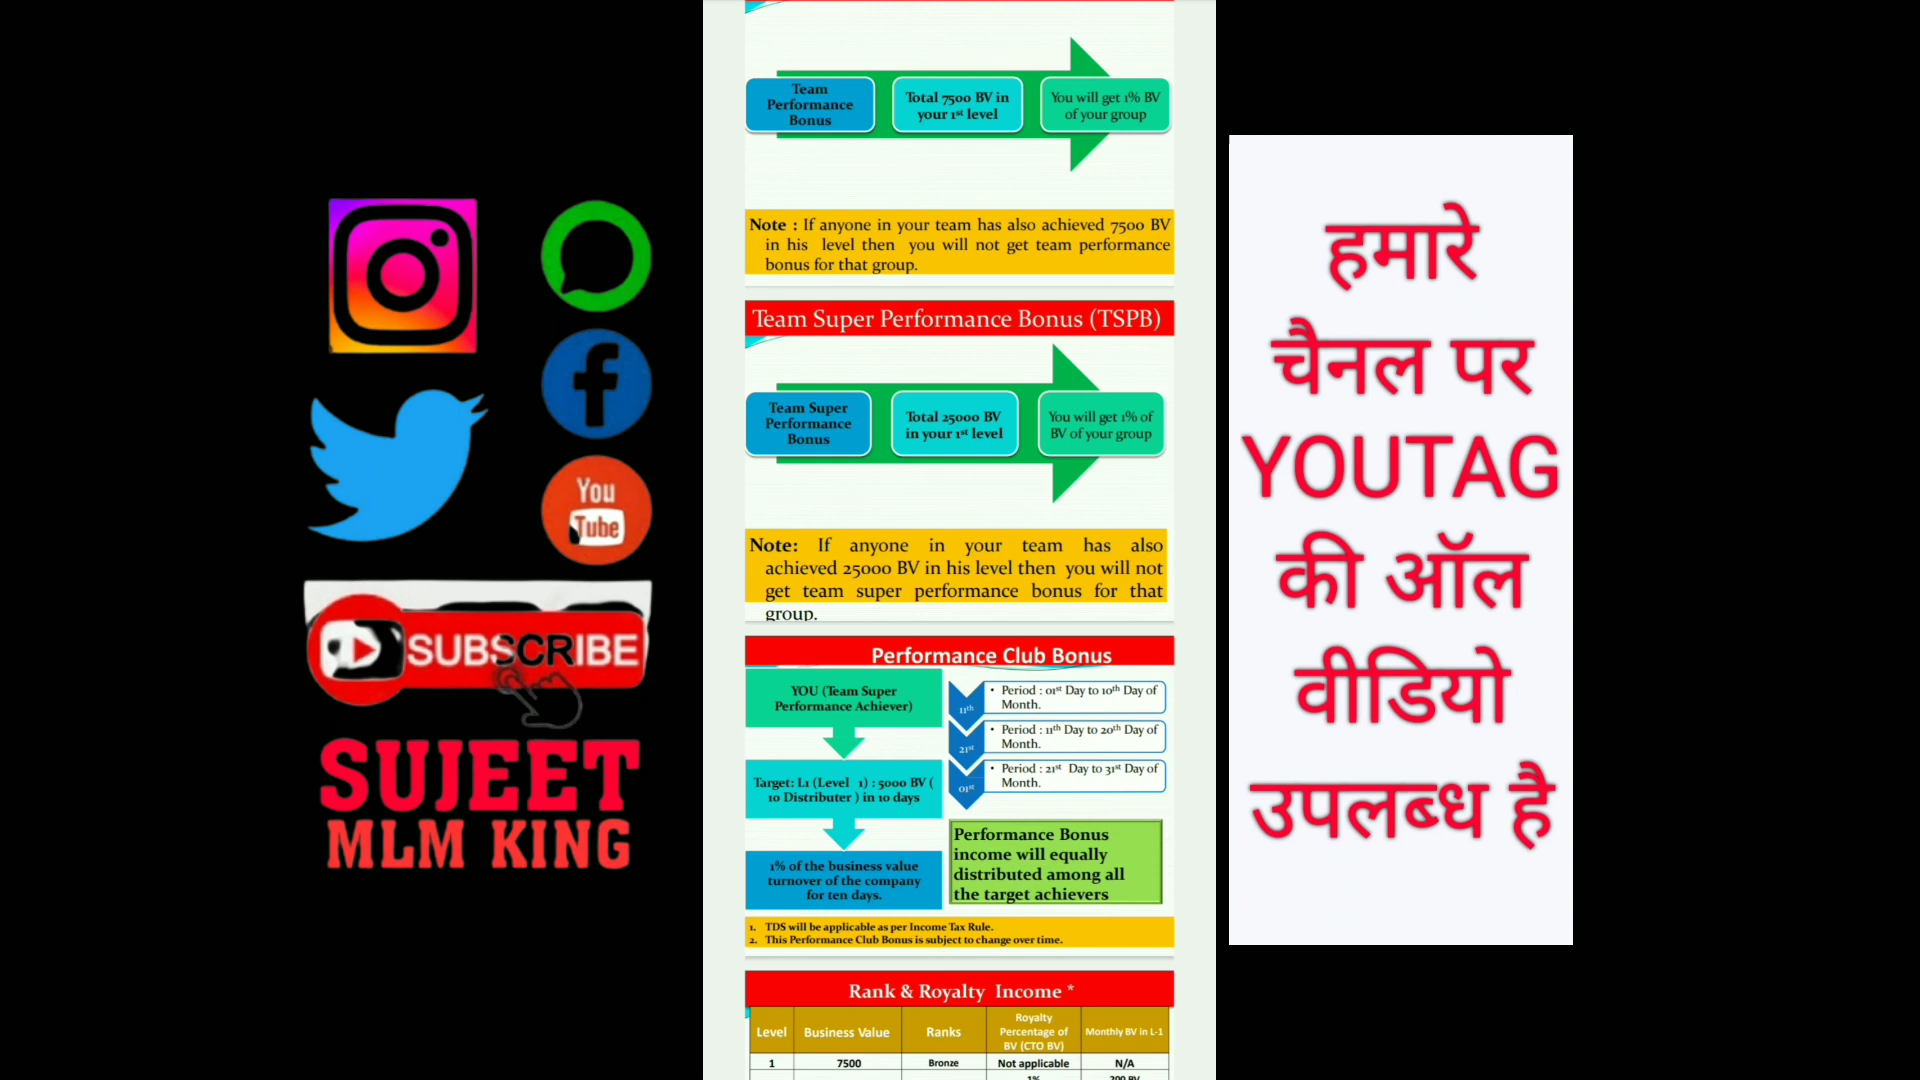 You
Tube
SUBSCRIBE
SUJEET
MLM KING
Team
Performance
Bonus
Total 7500 BV in
your 1st level
You will get 1% BV
of your group
Note : If anyone in your team has also achieved 7500 BV
in his level then you will not get team performance
bonus for that group.
Team Super Performance Bonus (TSPB)
Team Super
Performance
Bonus
Total 25000 BV
in your 1st level
You will get 1% of
BV of your group
Note: If anyone in your team has also
achieved 25000 BV in his level then you will not
get team super performance bonus for that
group.
Performance Club Bonus
YOU (Team Super
Performance Achiever)
Target: L1 (Level 1) : 5000 BV (
10 Distributer ) in 10 days
1% of the business value
turnover of the company
for ten days.
11th
• Period : 01st Day to 10th Day of
Month.
21st
• Period : 11th Day to 20th Day of
Month.
01st
• Period : 21st Day to 31st Day of
Month.
Performance Bonus
income will equally
distributed among all
the target achievers
1. TDS will be applicable as per Income Tax Rule.
2. This Performance Club Bonus is subject to change over time.
Rank & Royalty Income *
Level Business Value Ranks Royalty Percentage of BV (CTO BV) Monthly BV in L-1
1 7500 Bronze Not applicable N/A
1% 200 BV
हमारे
चैनल पर
YOUTAG
की ऑल
वीडियो
उपलब्ध है